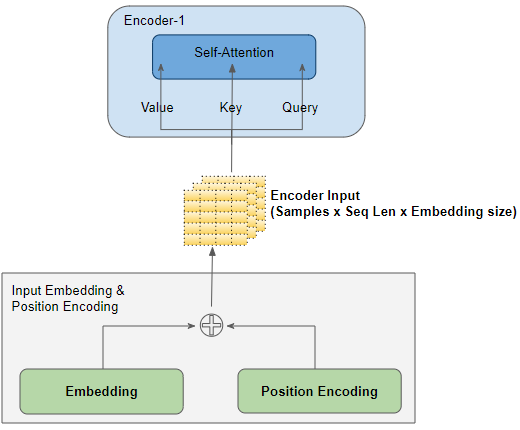 Encoder-1
Self-Attention
Value Key Query
Encoder Input
(Samples x Seq Len x Embedding size)
Input Embedding &
Position Encoding
Embedding
Position Encoding